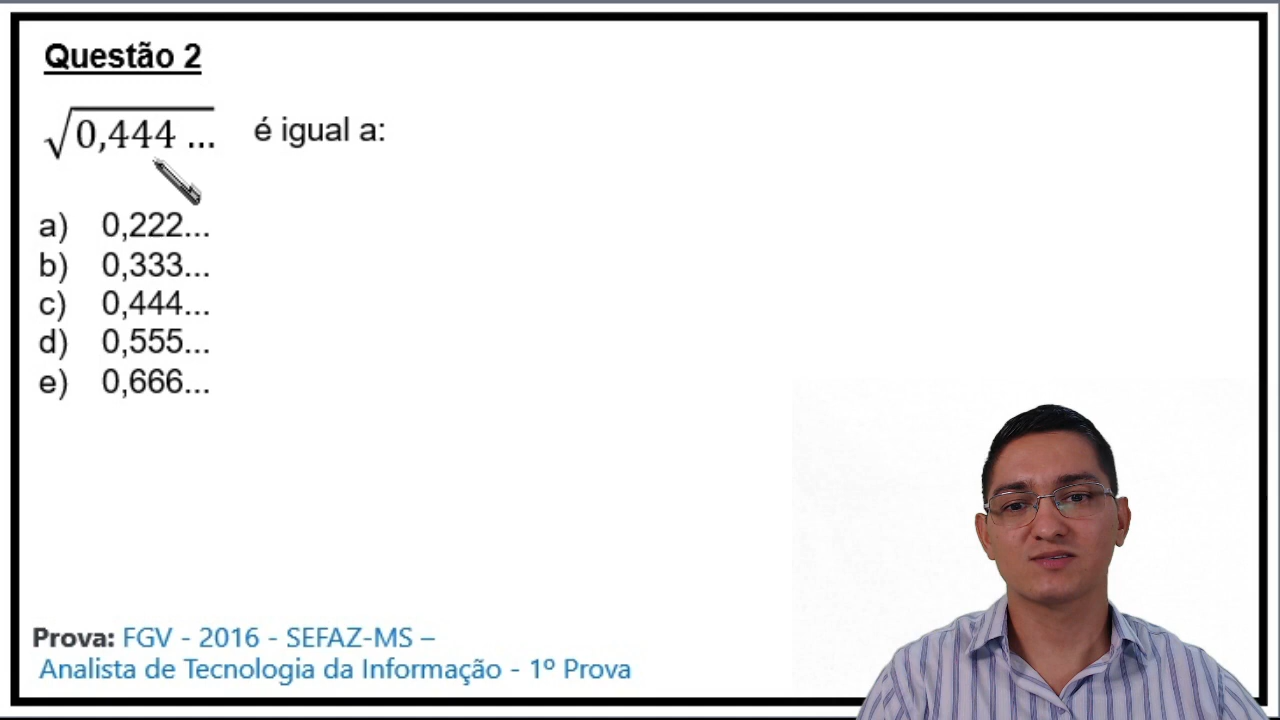 Questão 2
√0,444 ... é igual a:
a) 0,222...
b) 0,333...
c) 0,444...
d) 0,555...
e) 0,666...
Prova: FGV - 2016 - SEFAZ-MS –
Analista de Tecnologia da Informação - 1º Prova